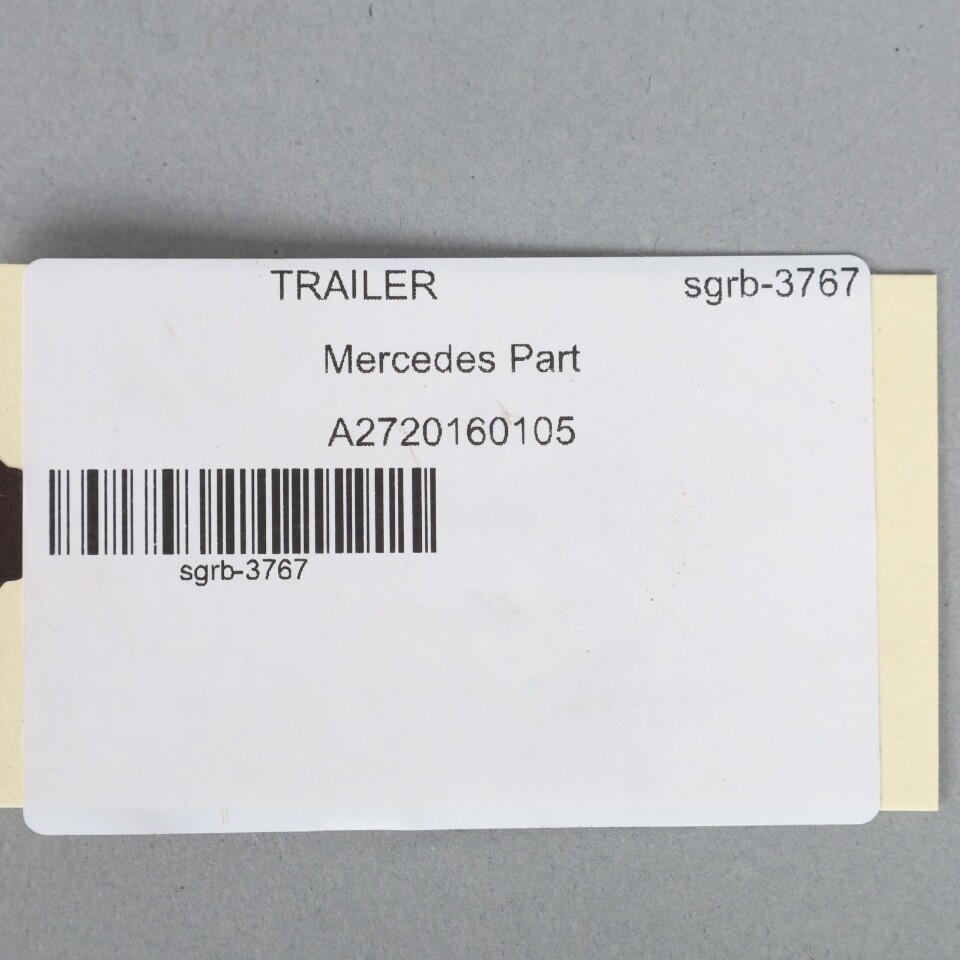 TRAILER sgrb-3767
Mercedes Part
A2720160105
sgrb-3767